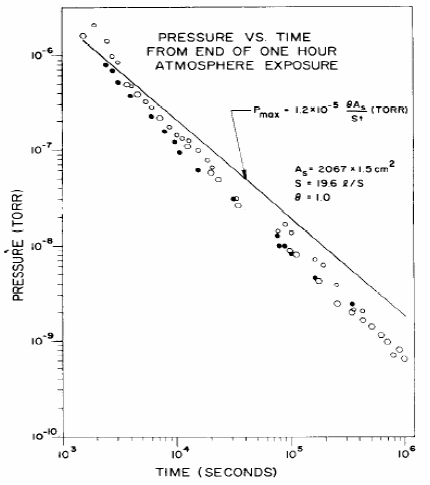 PRESSURE VS. TIME
FROM END OF ONE HOUR
ATMOSPHERE EXPOSURE
Pmax = 1.2×10⁻⁵ θAs/St (TORR)
As = 2067 × 1.5 cm²
S = 19.6 ℓ/S
θ = 1.0
PRESSURE (TORR)
10⁻⁶
10⁻⁷
10⁻⁸
10⁻⁹
10⁻¹⁰
10³
10⁴
10⁵
10⁶
TIME (SECONDS)